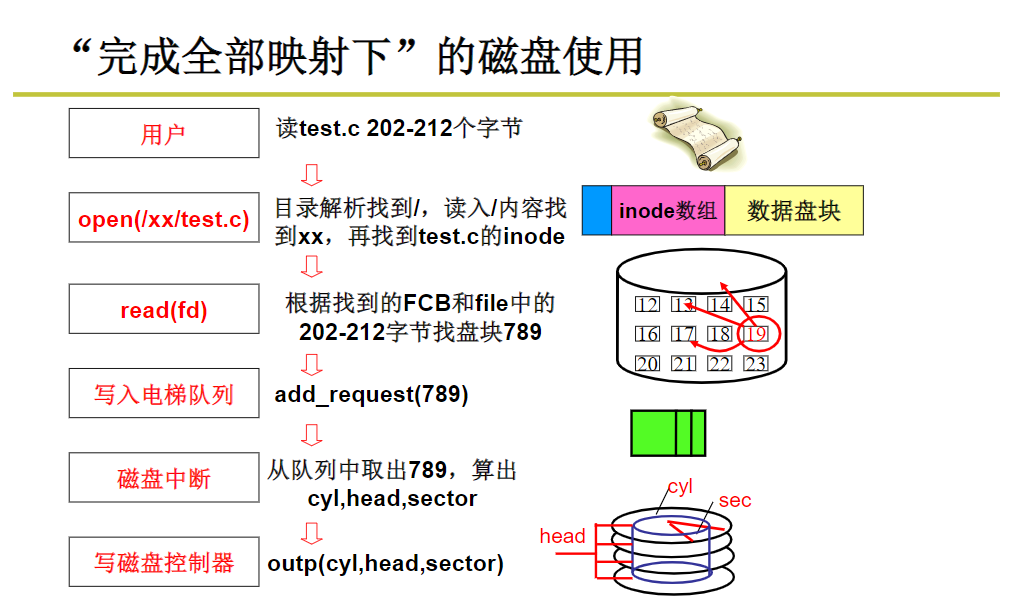 “完成全部映射下”的磁盘使用
用户
读test.c 202-212个字节
open(/xx/test.c)
目录解析找到/，读入/内容找
到xx，再找到test.c的inode
inode数组
数据盘块
read(fd)
根据找到的FCB和file中的
202-212字节找盘块789
12 13 14 15
16 17 18 19
20 21 22 23
写入电梯队列
add_request(789)
磁盘中断
从队列中取出789，算出
cyl,head,sector
cyl
sec
head
写磁盘控制器
outp(cyl,head,sector)